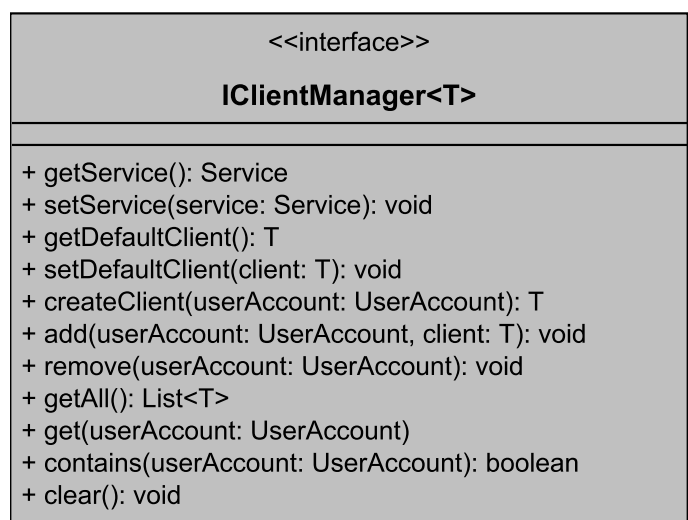 <<interface>>
IClientManager<T>
+ getService(): Service
+ setService(service: Service): void
+ getDefaultClient(): T
+ setDefaultClient(client: T): void
+ createClient(userAccount: UserAccount): T
+ add(userAccount: UserAccount, client: T): void
+ remove(userAccount: UserAccount): void
+ getAll(): List<T>
+ get(userAccount: UserAccount)
+ contains(userAccount: UserAccount): boolean
+ clear(): void